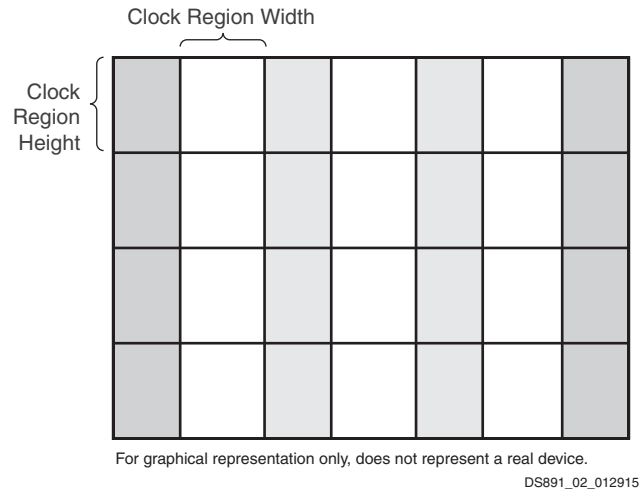 Clock Region Width
Clock
Region
Height
For graphical representation only, does not represent a real device.
DS891_02_012915